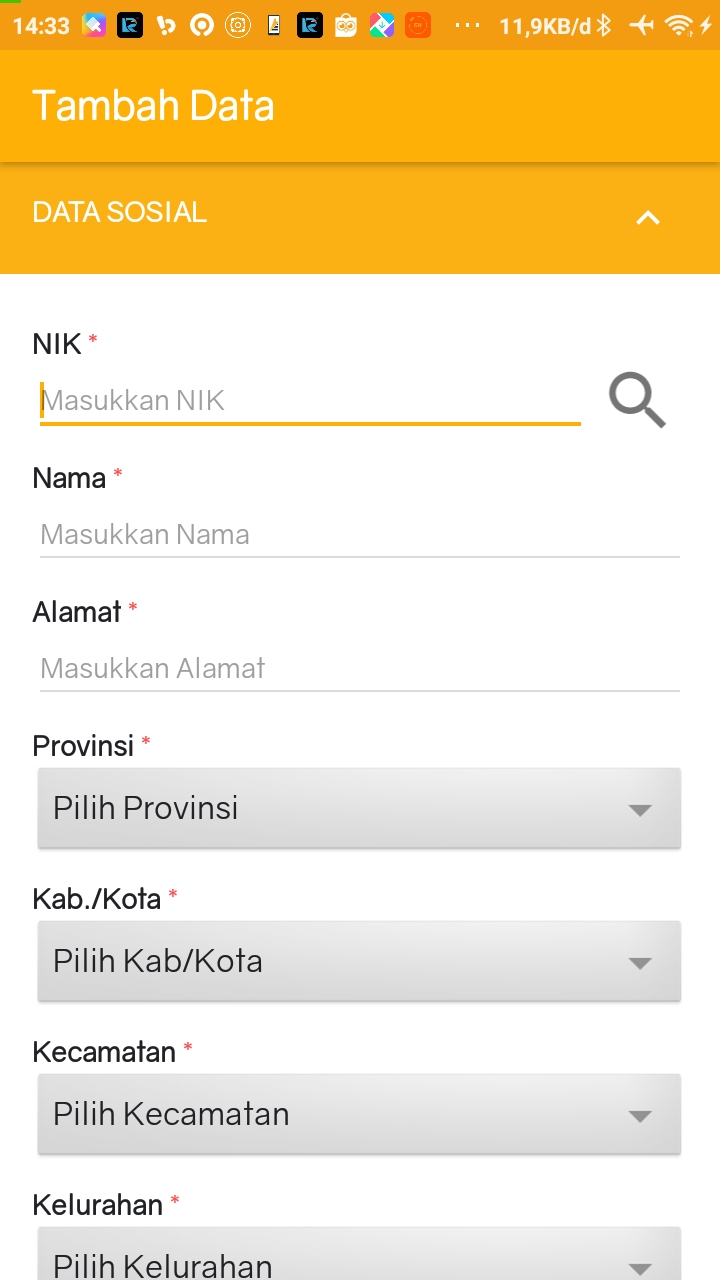 14:33 ... 11,9KB/d
Tambah Data
DATA SOSIAL
NIK *
Masukkan NIK
Nama *
Masukkan Nama
Alamat *
Masukkan Alamat
Provinsi *
Pilih Provinsi
Kab./Kota *
Pilih Kab/Kota
Kecamatan *
Pilih Kecamatan
Kelurahan *
Pilih Kelurahan